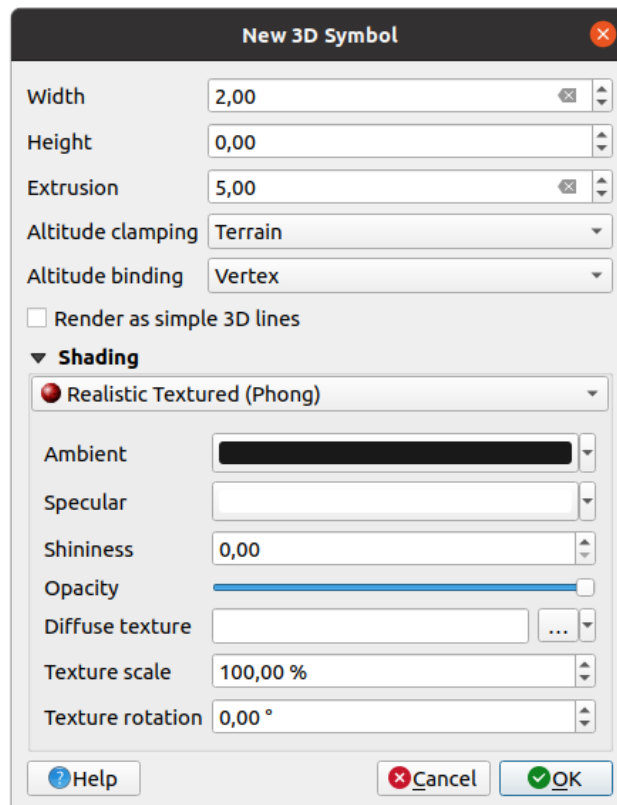 New 3D Symbol
Width 2,00
Height 0,00
Extrusion 5,00
Altitude clamping Terrain
Altitude binding Vertex
Render as simple 3D lines
Shading
Realistic Textured (Phong)
Ambient
Specular
Shininess 0,00
Opacity
Diffuse texture ...
Texture scale 100,00 %
Texture rotation 0,00 °
Help Cancel OK